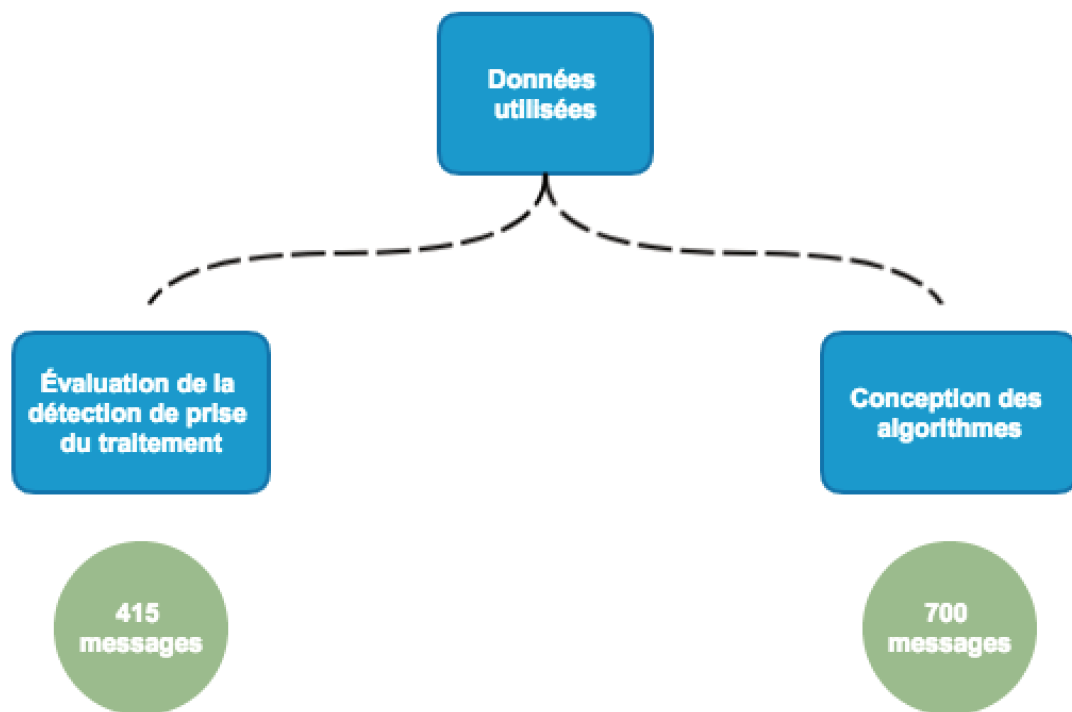 Données
utilisées
Évaluation de la
détection de prise
du traitement
Conception des
algorithmes
415
messages
700
messages